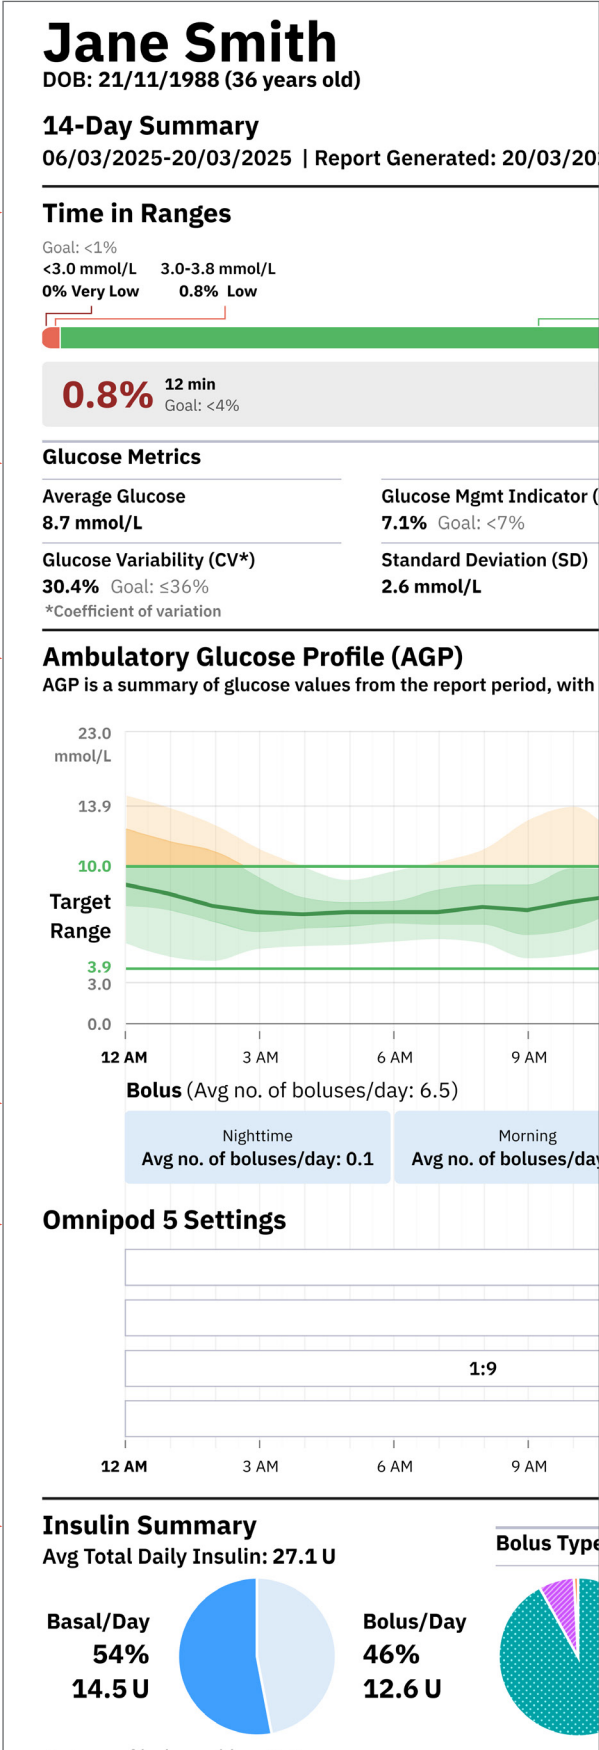 Jane Smith
DOB: 21/11/1988 (36 years old)
14-Day Summary
06/03/2025-20/03/2025 | Report Generated: 20/03/20
Time in Ranges
Goal: <1%
<3.0 mmol/L 3.0-3.8 mmol/L
0% Very Low 0.8% Low
0.8% 12 min
Goal: <4%
Glucose Metrics
Average Glucose
8.7 mmol/L
Glucose Mgmt Indicator (
7.1% Goal: <7%
Glucose Variability (CV*)
30.4% Goal: ≤36%
*Coefficient of variation
Standard Deviation (SD)
2.6 mmol/L
Ambulatory Glucose Profile (AGP)
AGP is a summary of glucose values from the report period, with
23.0
mmol/L
13.9
10.0
Target
Range
3.9
3.0
0.0
12 AM 3 AM 6 AM 9 AM
Bolus (Avg no. of boluses/day: 6.5)
Nighttime
Avg no. of boluses/day: 0.1
Morning
Avg no. of boluses/day
Omnipod 5 Settings
1:9
12 AM 3 AM 6 AM 9 AM
Insulin Summary
Avg Total Daily Insulin: 27.1 U
Bolus Type
Basal/Day
54%
14.5 U
Bolus/Day
46%
12.6 U